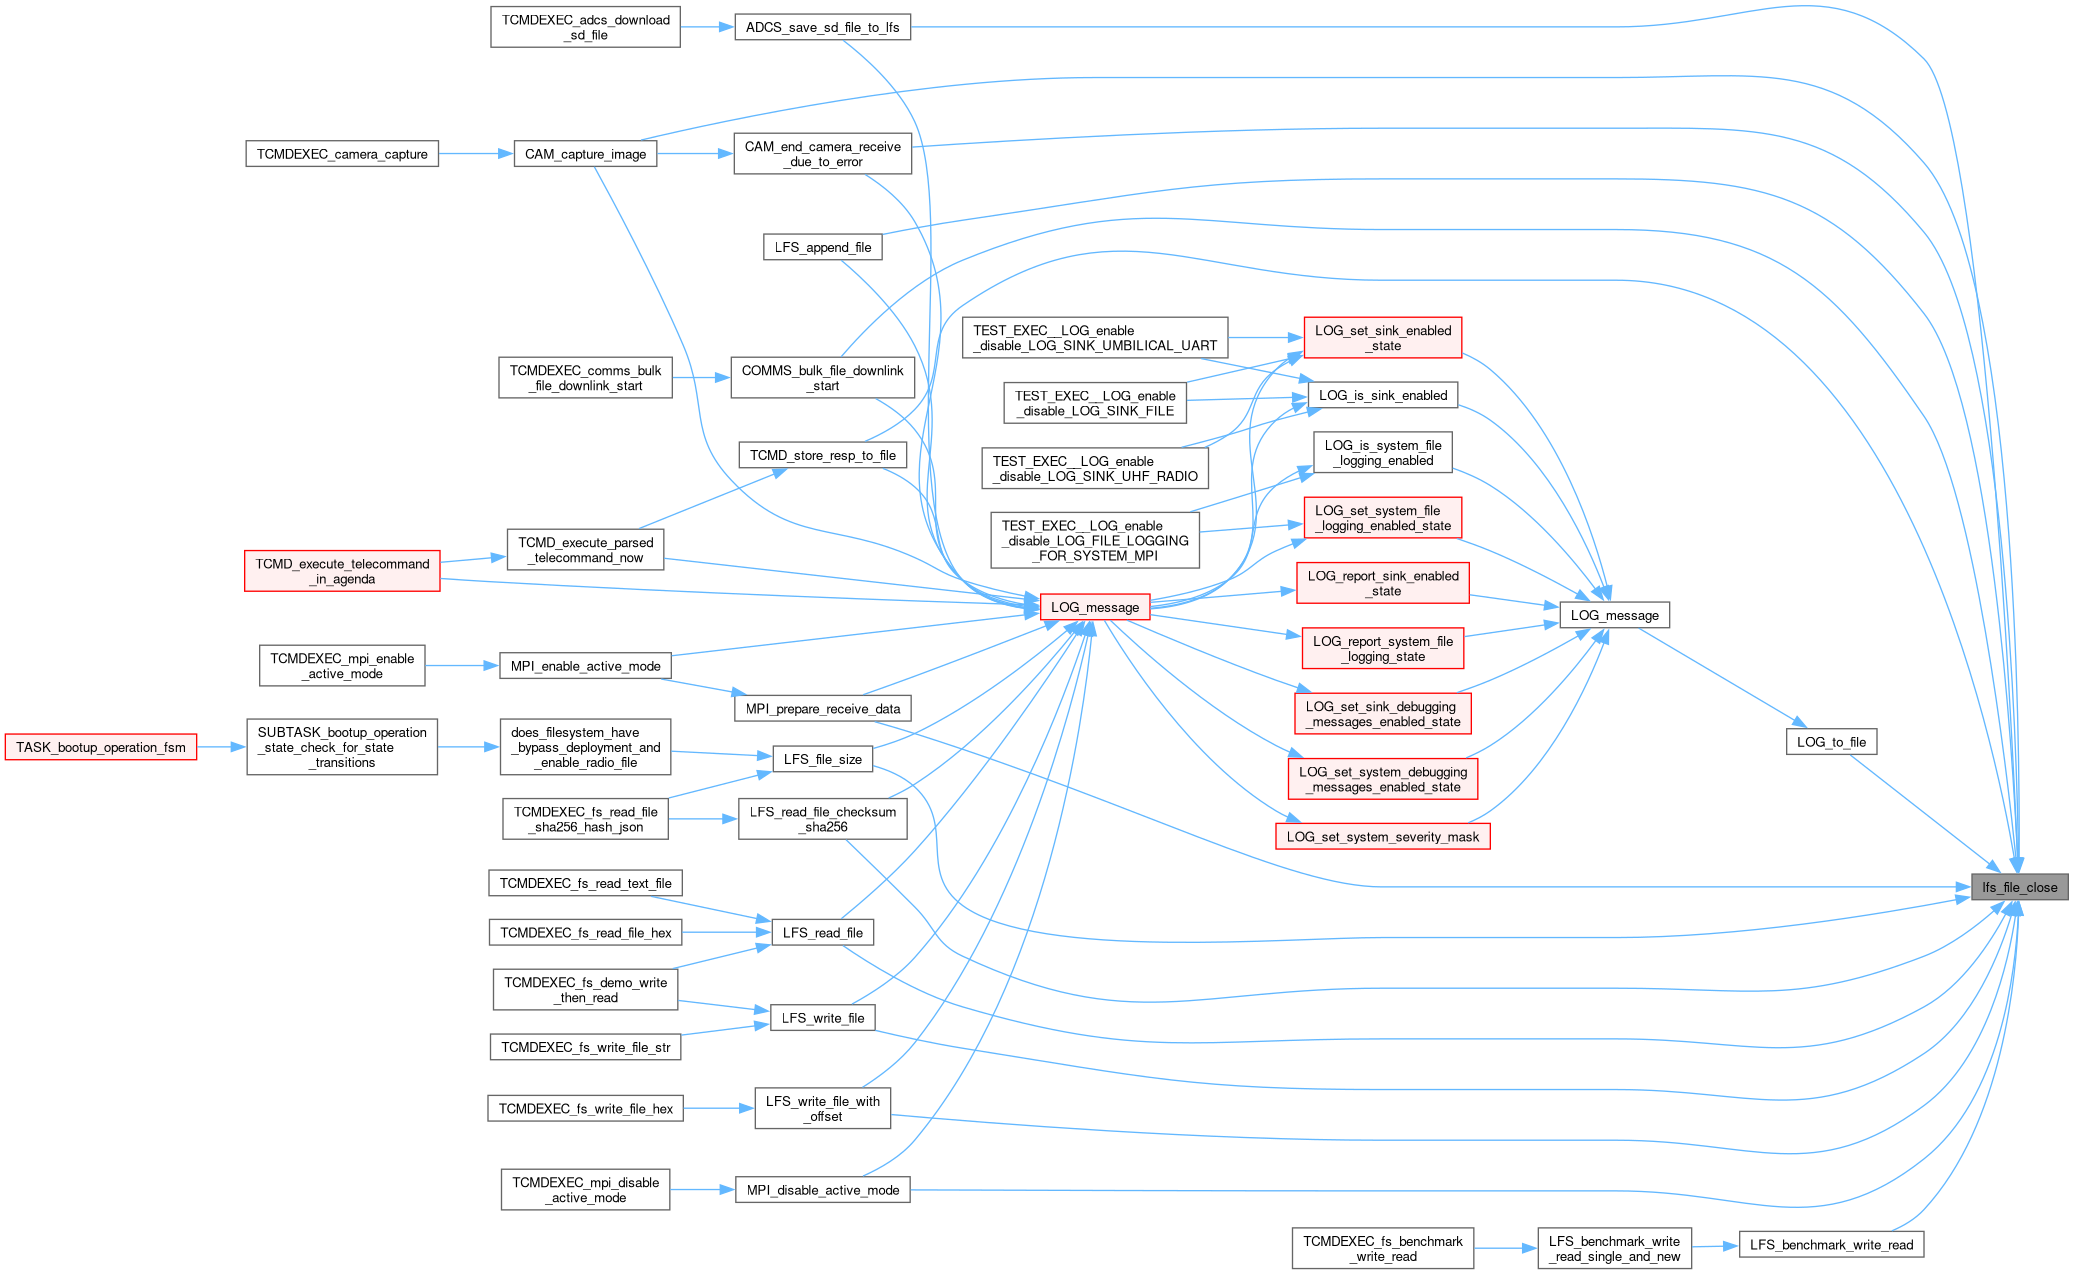 TCMDEXEC_adcs_download
_sd_file
ADCS_save_sd_file_to_lfs
TCMDEXEC_camera_capture
CAM_capture_image
CAM_end_camera_receive
_due_to_error
LFS_append_file
TCMDEXEC_comms_bulk
_file_downlink_start
COMMS_bulk_file_downlink
_start
TCMD_store_resp_to_file
TCMD_execute_telecommand
_in_agenda
TCMD_execute_parsed
_telecommand_now
TEST_EXEC__LOG_enable
_disable_LOG_SINK_UMBILICAL_UART
TEST_EXEC__LOG_enable
_disable_LOG_SINK_FILE
TEST_EXEC__LOG_enable
_disable_LOG_SINK_UHF_RADIO
TEST_EXEC__LOG_enable
_disable_LOG_FILE_LOGGING
_FOR_SYSTEM_MPI
LOG_set_sink_enabled
_state
LOG_is_sink_enabled
LOG_is_system_file
_logging_enabled
LOG_set_system_file
_logging_enabled_state
LOG_report_sink_enabled
_state
LOG_message
LOG_message
LOG_report_system_file
_logging_state
LOG_set_sink_debugging
_messages_enabled_state
LOG_set_system_debugging
_messages_enabled_state
LOG_set_system_severity_mask
LOG_to_file
lfs_file_close
TCMDEXEC_mpi_enable
_active_mode
MPI_enable_active_mode
MPI_prepare_receive_data
TASK_bootup_operation_fsm
SUBTASK_bootup_operation
_state_check_for_state
_transitions
does_filesystem_have
_bypass_deployment_and
_enable_radio_file
LFS_file_size
TCMDEXEC_fs_read_file
_sha256_hash_json
LFS_read_file_checksum
_sha256
TCMDEXEC_fs_read_text_file
TCMDEXEC_fs_read_file_hex
LFS_read_file
TCMDEXEC_fs_demo_write
_then_read
LFS_write_file
TCMDEXEC_fs_write_file_str
TCMDEXEC_fs_write_file_hex
LFS_write_file_with
_offset
TCMDEXEC_mpi_disable
_active_mode
MPI_disable_active_mode
TCMDEXEC_fs_benchmark
_write_read
LFS_benchmark_write
_read_single_and_new
LFS_benchmark_write_read